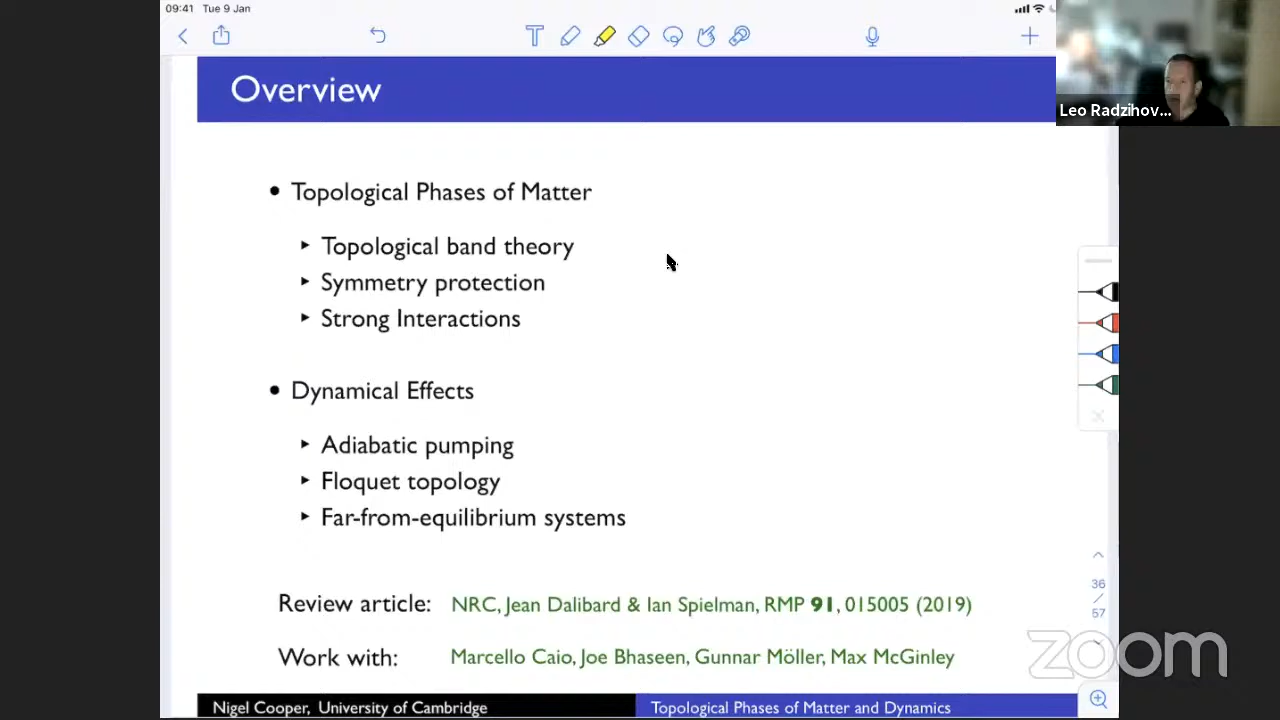 09:41 Tue 9 Jan
Overview
Leo Radzihov...
• Topological Phases of Matter
‣ Topological band theory
‣ Symmetry protection
‣ Strong Interactions
• Dynamical Effects
‣ Adiabatic pumping
‣ Floquet topology
‣ Far-from-equilibrium systems
36
/
57
Review article: NRC, Jean Dalibard & Ian Spielman, RMP 91, 015005 (2019)
Work with: Marcello Caio, Joe Bhaseen, Gunnar Möller, Max McGinley
zoom
Nigel Cooper, University of Cambridge Topological Phases of Matter and Dynamics